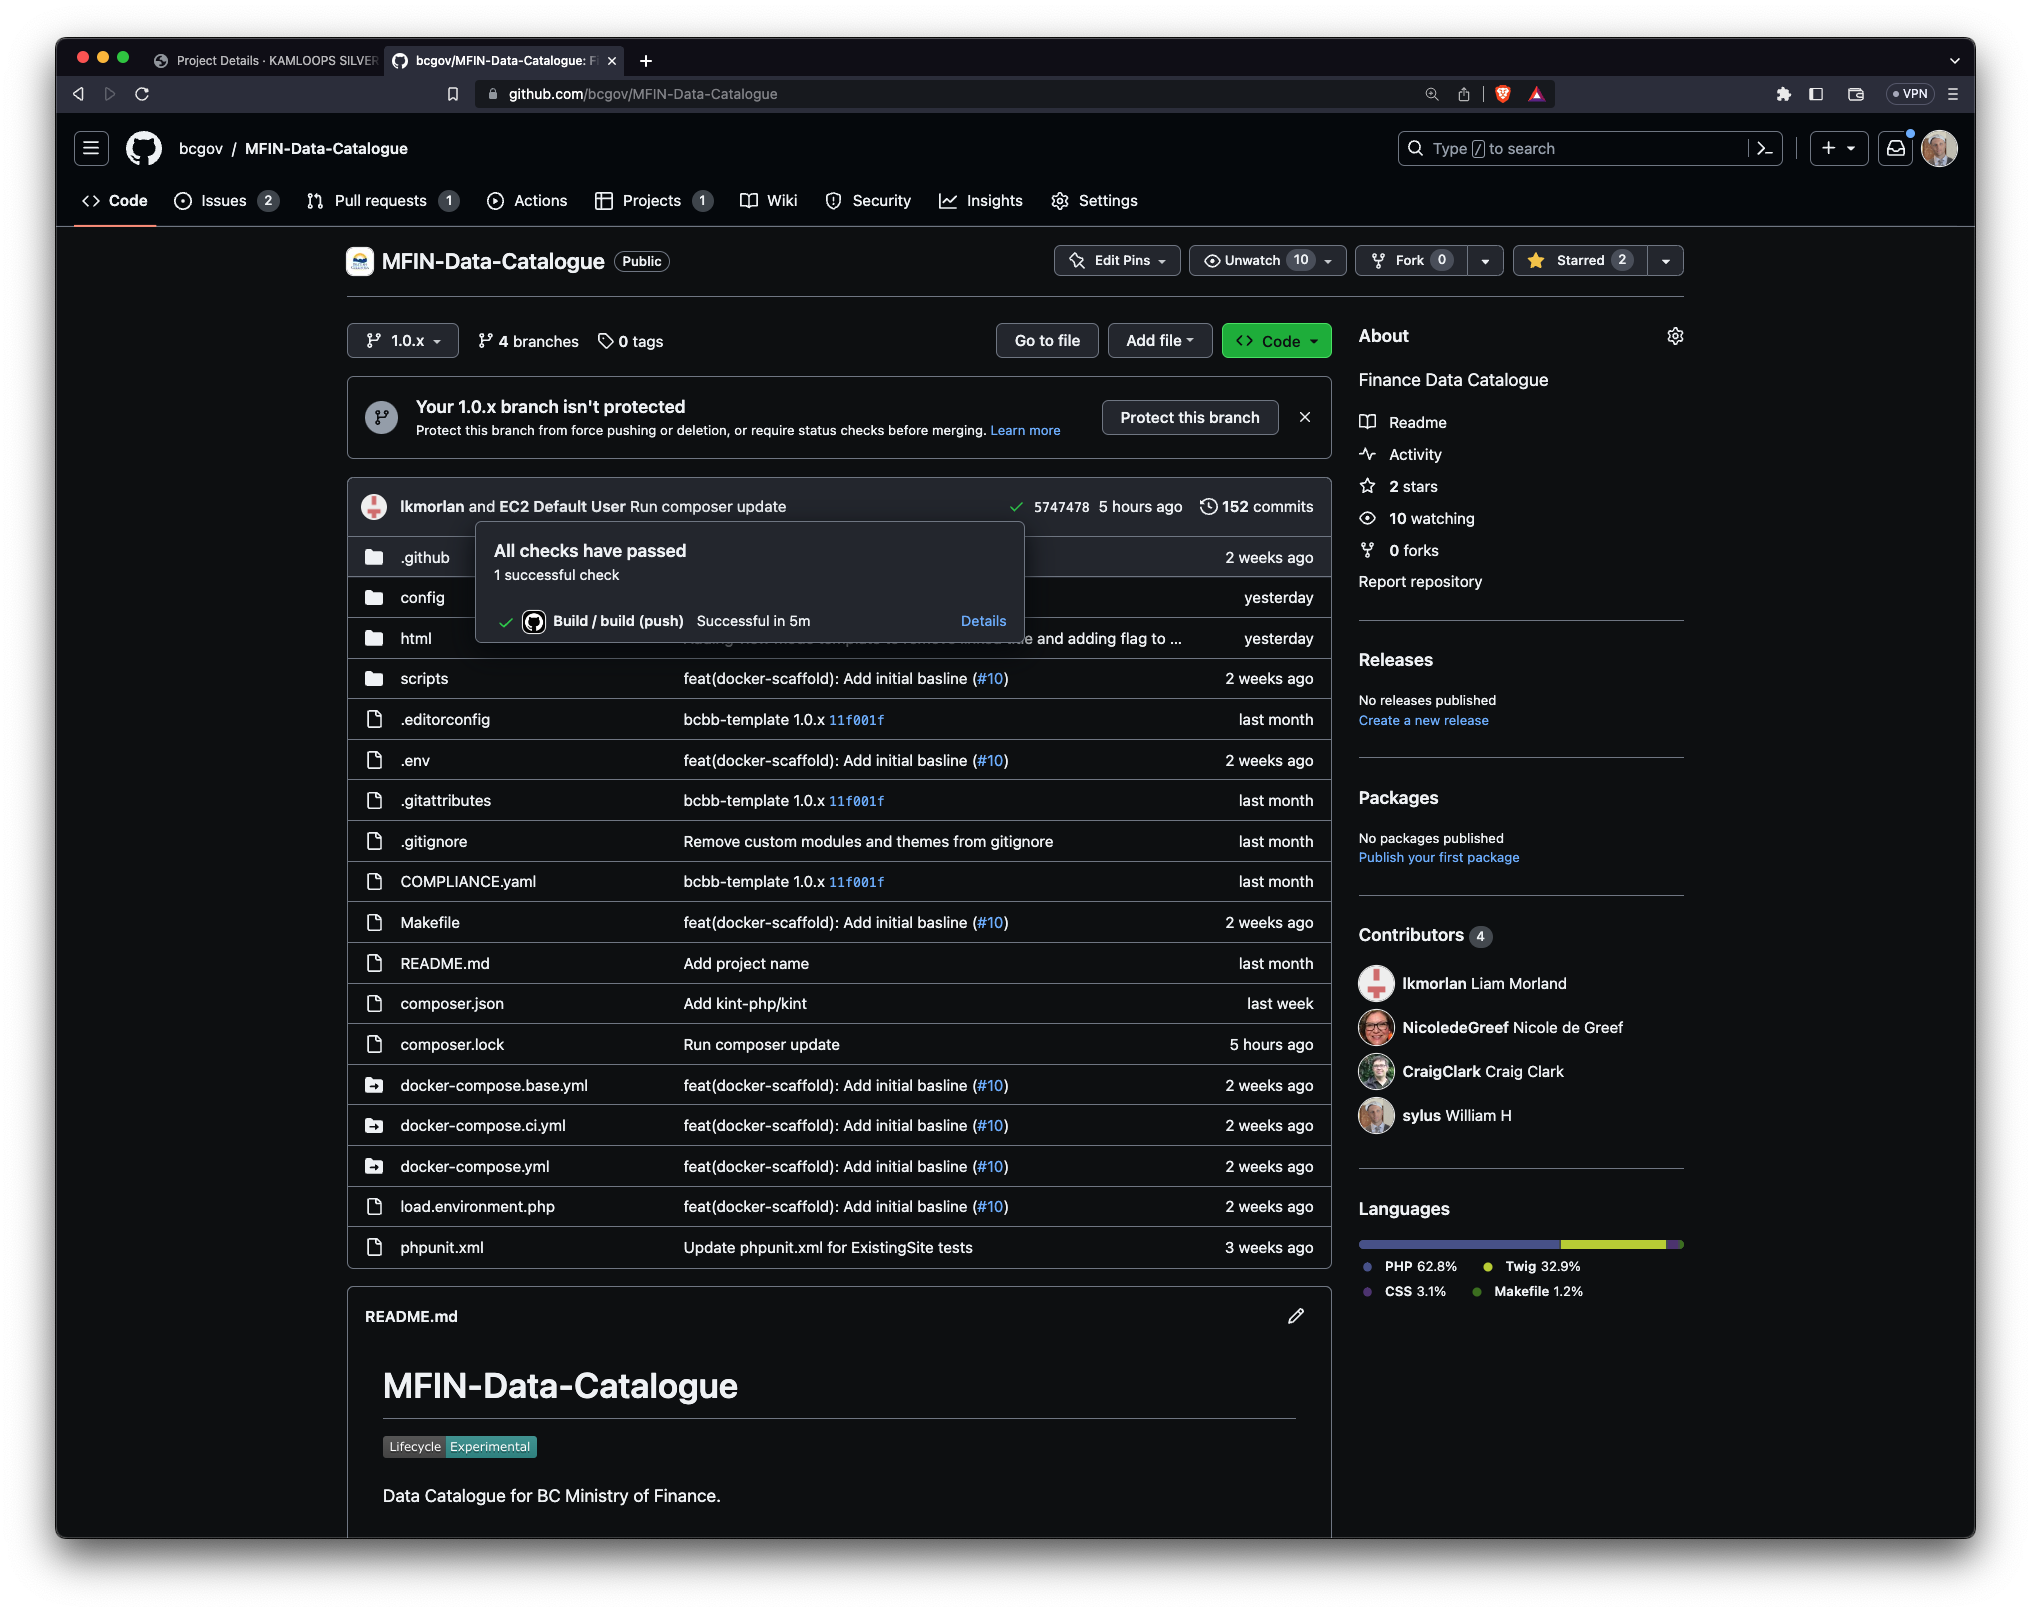 Project Details · KAMLOOPS SILVER
bcgov/MFIN-Data-Catalogue: Fi
github.com/bcgov/MFIN-Data-Catalogue
VPN
bcgov / MFIN-Data-Catalogue
Type / to search
Code
Issues 2
Pull requests 1
Actions
Projects 1
Wiki
Security
Insights
Settings
MFIN-Data-Catalogue Public
Edit Pins
Unwatch 10
Fork 0
Starred 2
1.0.x
4 branches
0 tags
Go to file
Add file
Code
Your 1.0.x branch isn't protected
Protect this branch from force pushing or deletion, or require status checks before merging. Learn more
Protect this branch
lkmorlan and EC2 Default User Run composer update 5747478 5 hours ago 152 commits
All checks have passed
1 successful check
Build / build (push) Successful in 5m Details
.github 2 weeks ago
config yesterday
html and adding flag to ... yesterday
scripts feat(docker-scaffold): Add initial basline (#10) 2 weeks ago
.editorconfig bcbb-template 1.0.x 11f001f last month
.env feat(docker-scaffold): Add initial basline (#10) 2 weeks ago
.gitattributes bcbb-template 1.0.x 11f001f last month
.gitignore Remove custom modules and themes from gitignore last month
COMPLIANCE.yaml bcbb-template 1.0.x 11f001f last month
Makefile feat(docker-scaffold): Add initial basline (#10) 2 weeks ago
README.md Add project name last month
composer.json Add kint-php/kint last week
composer.lock Run composer update 5 hours ago
docker-compose.base.yml feat(docker-scaffold): Add initial basline (#10) 2 weeks ago
docker-compose.ci.yml feat(docker-scaffold): Add initial basline (#10) 2 weeks ago
docker-compose.yml feat(docker-scaffold): Add initial basline (#10) 2 weeks ago
load.environment.php feat(docker-scaffold): Add initial basline (#10) 2 weeks ago
phpunit.xml Update phpunit.xml for ExistingSite tests 3 weeks ago
README.md
MFIN-Data-Catalogue
Lifecycle Experimental
Data Catalogue for BC Ministry of Finance.
About
Finance Data Catalogue
Readme
Activity
2 stars
10 watching
0 forks
Report repository
Releases
No releases published
Create a new release
Packages
No packages published
Publish your first package
Contributors 4
lkmorlan Liam Morland
NicoledeGreef Nicole de Greef
CraigClark Craig Clark
sylus William H
Languages
PHP 62.8% Twig 32.9%
CSS 3.1% Makefile 1.2%